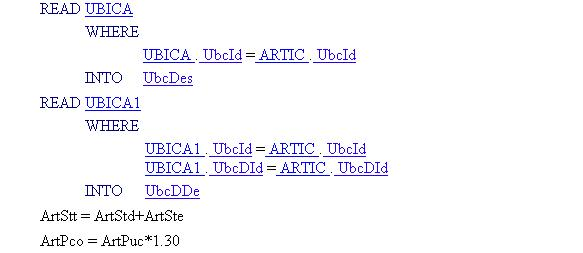 READ UBICA
WHERE
UBICA . UbcId = ARTIC . UbcId
INTO UbcDes
READ UBICA1
WHERE
UBICA1 . UbcId = ARTIC . UbcId
UBICA1 . UbcDId = ARTIC . UbcDId
INTO UbcDDe
ArtStt = ArtStd+ArtSte
ArtPco = ArtPuc*1.30